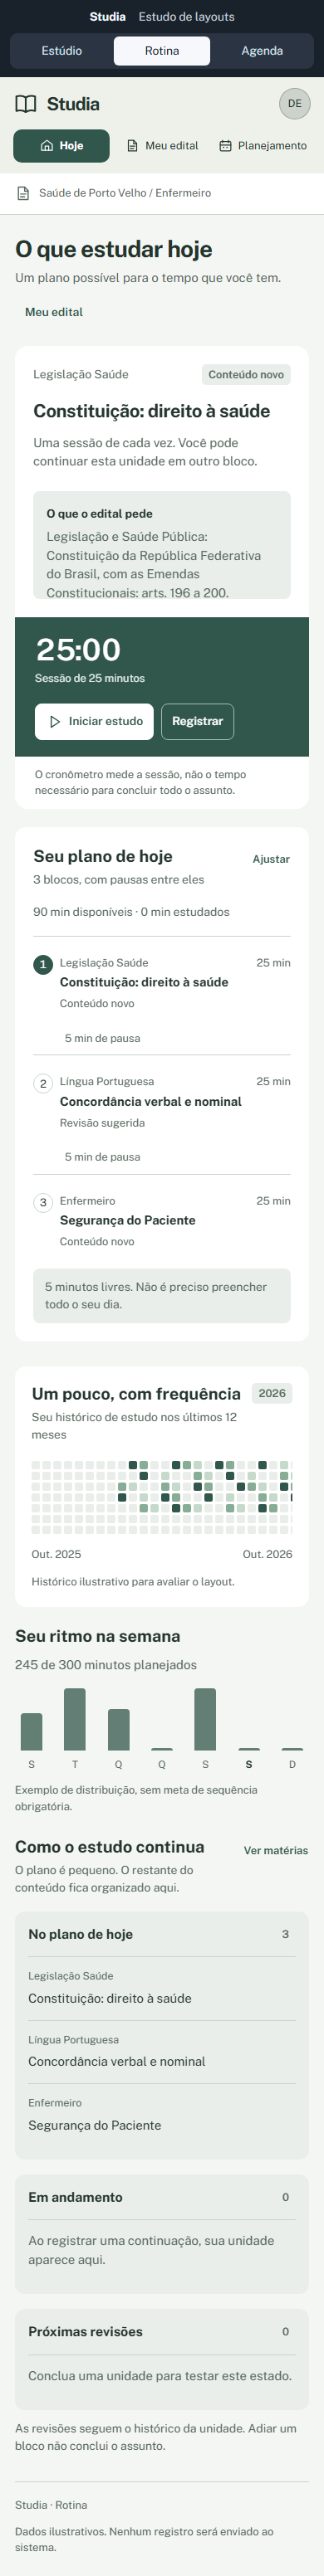 Studia Estudo de layouts
Estúdio Rotina Agenda
Studia DE
Hoje Meu edital Planejamento
Saúde de Porto Velho / Enfermeiro
O que estudar hoje
Um plano possível para o tempo que você tem.
Meu edital
Legislação Saúde Conteúdo novo
Constituição: direito à saúde
Uma sessão de cada vez. Você pode
continuar esta unidade em outro bloco.
O que o edital pede
Legislação e Saúde Pública:
Constituição da República Federativa
do Brasil, com as Emendas
Constitucionais: arts. 196 a 200.
25:00
Sessão de 25 minutos
Iniciar estudo Registrar
O cronômetro mede a sessão, não o tempo
necessário para concluir todo o assunto.
Seu plano de hoje Ajustar
3 blocos, com pausas entre eles
90 min disponíveis · 0 min estudados
1 Legislação Saúde 25 min
Constituição: direito à saúde
Conteúdo novo
5 min de pausa
2 Língua Portuguesa 25 min
Concordância verbal e nominal
Revisão sugerida
5 min de pausa
3 Enfermeiro 25 min
Segurança do Paciente
Conteúdo novo
5 minutos livres. Não é preciso preencher
todo o seu dia.
Um pouco, com frequência 2026
Seu histórico de estudo nos últimos 12
meses
Out. 2025 Out. 2026
Histórico ilustrativo para avaliar o layout.
Seu ritmo na semana
245 de 300 minutos planejados
S T Q Q S S D
Exemplo de distribuição, sem meta de sequência
obrigatória.
Como o estudo continua Ver matérias
O plano é pequeno. O restante do
conteúdo fica organizado aqui.
No plano de hoje 3
Legislação Saúde
Constituição: direito à saúde
Língua Portuguesa
Concordância verbal e nominal
Enfermeiro
Segurança do Paciente
Em andamento 0
Ao registrar uma continuação, sua unidade
aparece aqui.
Próximas revisões 0
Conclua uma unidade para testar este estado.
As revisões seguem o histórico da unidade. Adiar um
bloco não conclui o assunto.
Studia · Rotina
Dados ilustrativos. Nenhum registro será enviado ao
sistema.